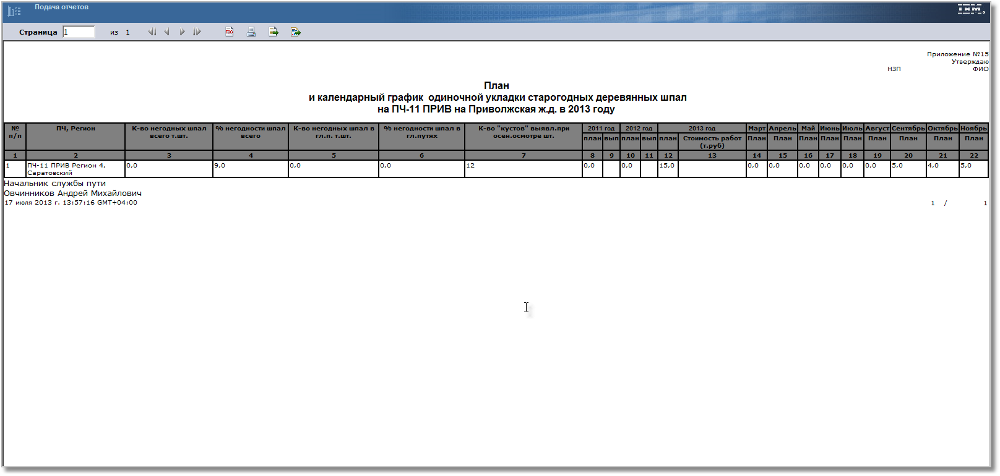 Подача отчетов
IBM.
Страница 1 из 1
TOC
Приложение №15
Утверждаю
НЗП ФИО
План
и календарный график одиночной укладки старогодных деревянных шпал
на ПЧ-11 ПРИВ на Приволжская ж.д. в 2013 году
№ п/п ПЧ, Регион К-во негодных шпал всего т.шт. % негодности шпал всего К-во негодных шпал в гл.п. т.шт. % негодности шпал в гл.путях К-во "кустов" выявл.при осен.осмотре шт. 2011 год 2012 год 2013 год Март Апрель Май Июнь Июль Август Сентябрь Октябрь Ноябрь
план вып план вып план Стоимость работ (т.руб) План План План План План План План План План
1 2 3 4 5 6 7 8 9 10 11 12 13 14 15 16 17 18 19 20 21 22
1 ПЧ-11 ПРИВ Регион 4, Саратовский 0,0 9,0 0,0 0,0 12 0,0 0,0 15,0 0,0 0,0 0,0 0,0 0,0 0,0 5,0 4,0 5,0
Начальник службы пути
Овчинников Андрей Михайлович
17 июля 2013 г. 13:57:16 GMT+04:00 1 / 1